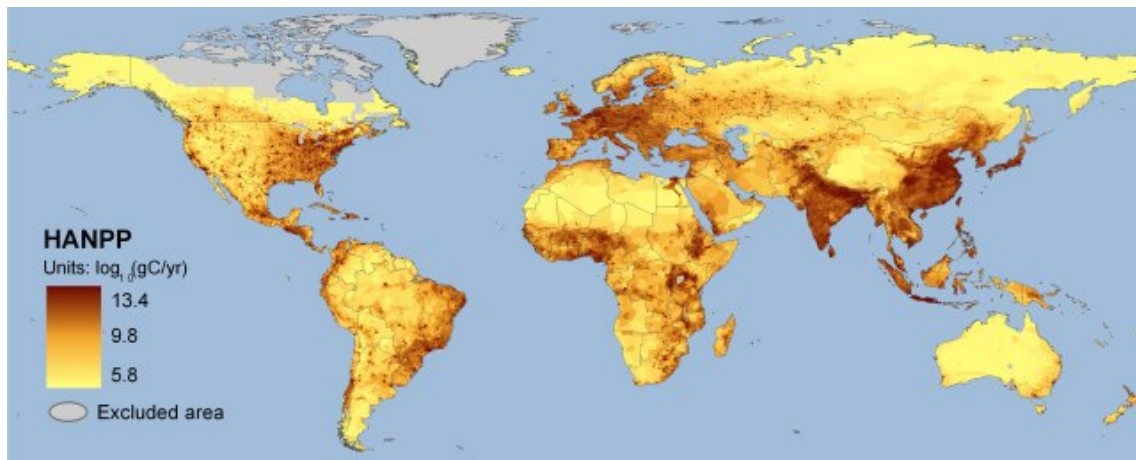 HANPP
Units: log10(gC/yr)
13.4
9.8
5.8
Excluded area